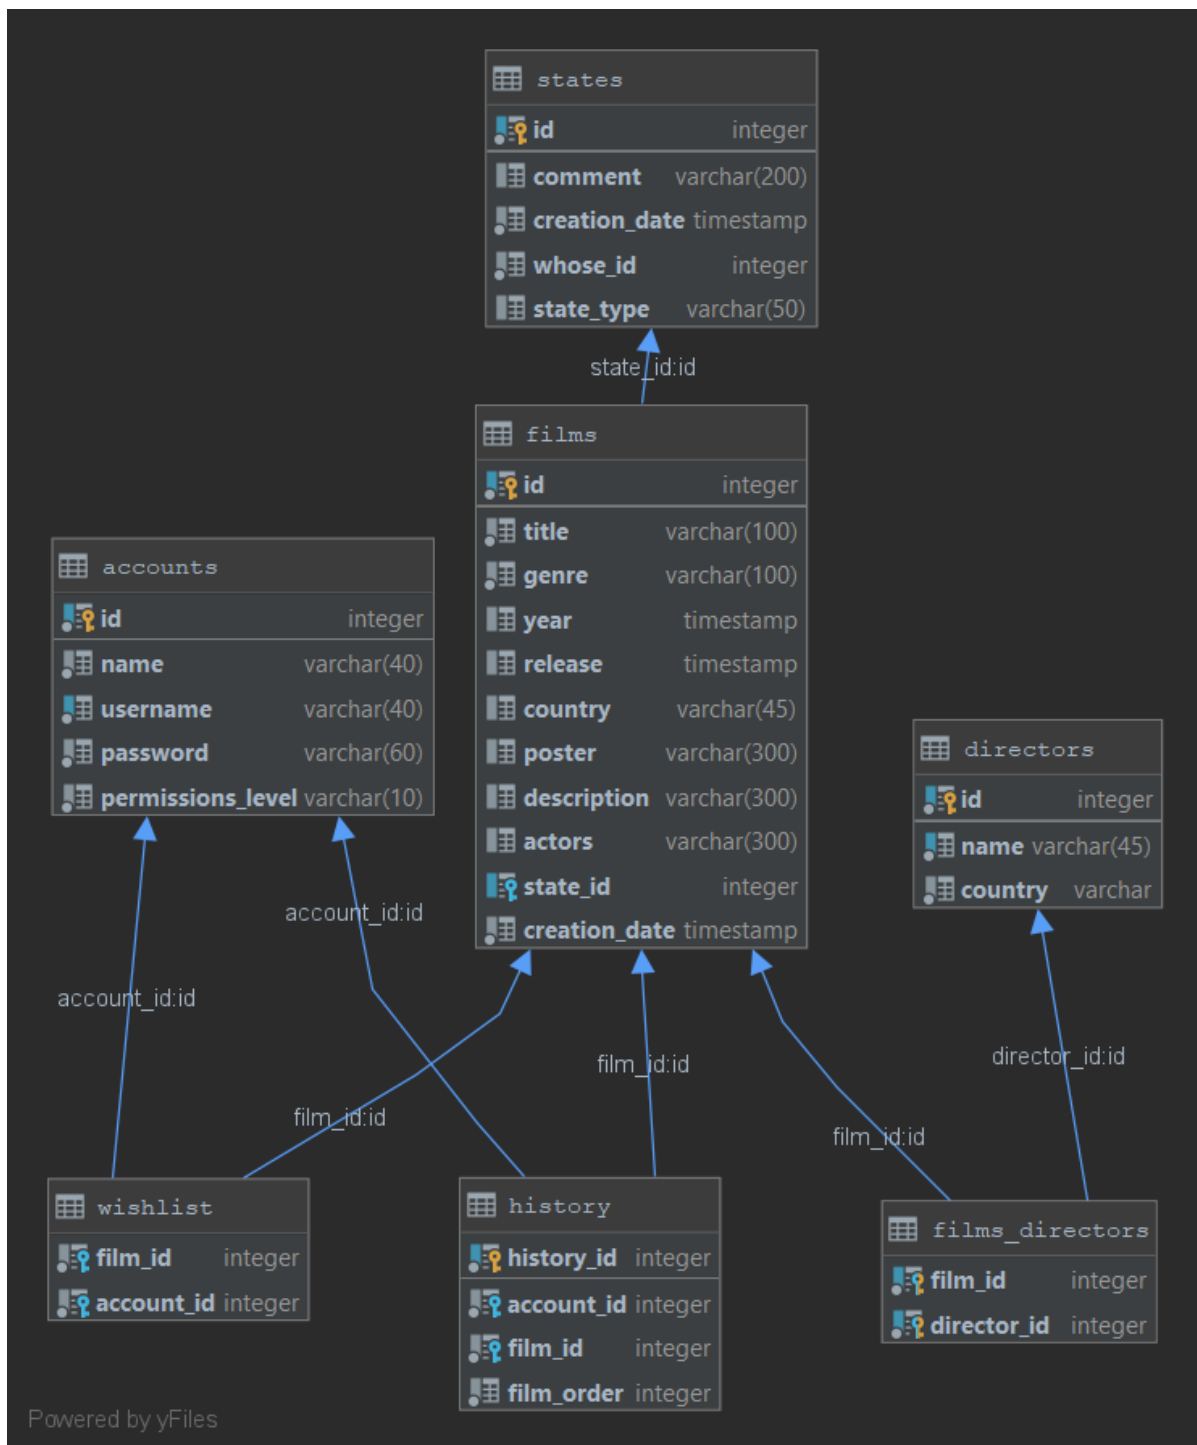 states
id integer
comment varchar(200)
creation_date timestamp
whose_id integer
state_type varchar(50)
state_id:id
films
id integer
title varchar(100)
genre varchar(100)
year timestamp
release timestamp
country varchar(45)
poster varchar(300)
description varchar(300)
actors varchar(300)
state_id integer
creation_date timestamp
accounts
id integer
name varchar(40)
username varchar(40)
password varchar(60)
permissions_level varchar(10)
directors
id integer
name varchar(45)
country varchar
account_id:id
account_id:id
film_id:id
film_id:id
film_id:id
director_id:id
wishlist
film_id integer
account_id integer
history
history_id integer
account_id integer
film_id integer
film_order integer
films_directors
film_id integer
director_id integer
Powered by yFiles